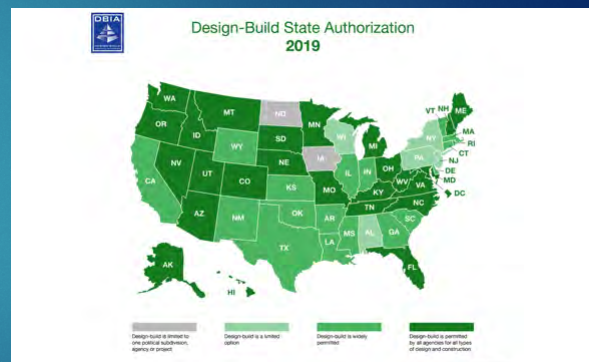 DBIA
Design-Build State Authorization
2019
WA
MT
ND
MN
VT
NH
ME
OR
ID
SD
WI
MI
NY
MA
RI
WY
CT
NV
NE
IA
PA
NJ
IL
IN
OH
DE
CA
UT
CO
WV
MD
KS
MO
KY
VA
DC
AZ
NM
OK
TN
NC
AR
SC
TX
MS
AL
GA
LA
AK
FL
HI
Design-build is limited to
one political subdivision,
agency or project
Design-build is a limited
option
Design-build is widely
permitted
Design-build is permitted
by all agencies for all types
of design and construction